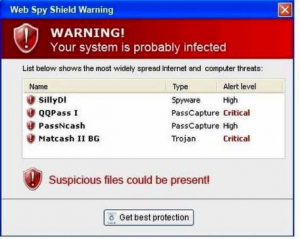 Web Spy Shield Warning
WARNING!
Your system is probably infected
List below shows the most widely spread Internet and computer threats:
Name Type Alert level
SillyDl Spyware High
QQPass I PassCapture Critical
PassNcash PassCapture High
Matcash II BG Trojan Critical
Suspicious files could be present!
Get best protection